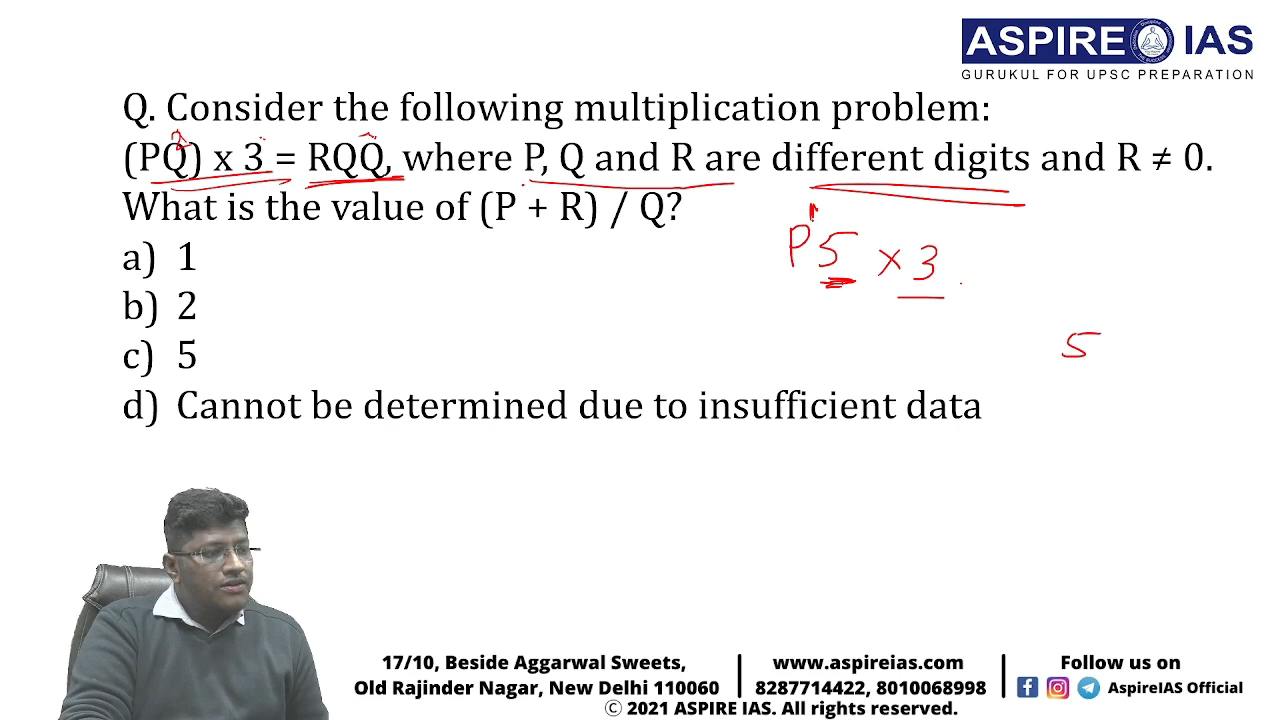 ASPIRE IAS
GURUKUL FOR UPSC PREPARATION
Q. Consider the following multiplication problem:
(PQ) x 3 = RQQ, where P, Q and R are different digits and R ≠ 0.
What is the value of (P + R) / Q?
P 5 × 3
a) 1
b) 2
c) 5
5
d) Cannot be determined due to insufficient data
17/10, Beside Aggarwal Sweets,
Old Rajinder Nagar, New Delhi 110060
www.aspireias.com
8287714422, 8010068998
Follow us on
AspireIAS Official
Ⓒ 2021 ASPIRE IAS. All rights reserved.